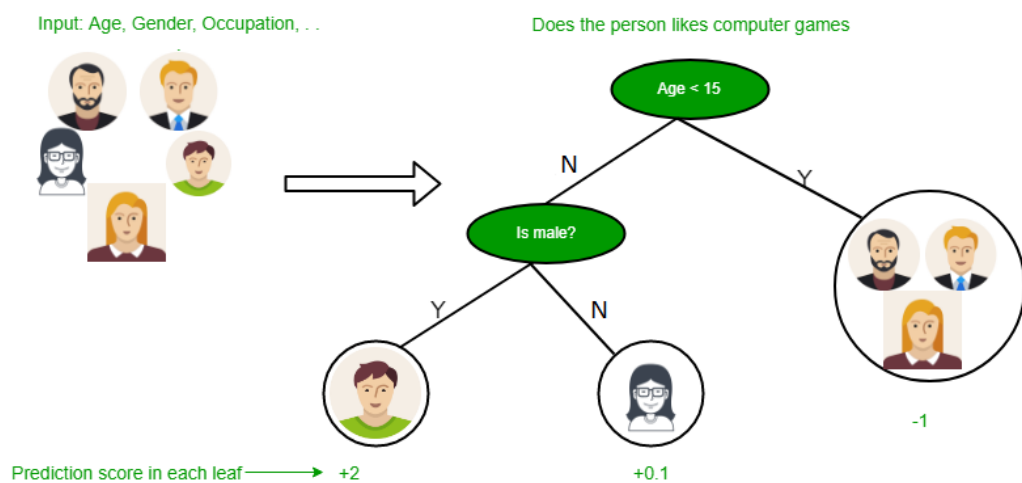 Input: Age, Gender, Occupation, . .
Does the person likes computer games
Age < 15
N
Y
Is male?
Y
N
-1
Prediction score in each leaf
+2
+0.1